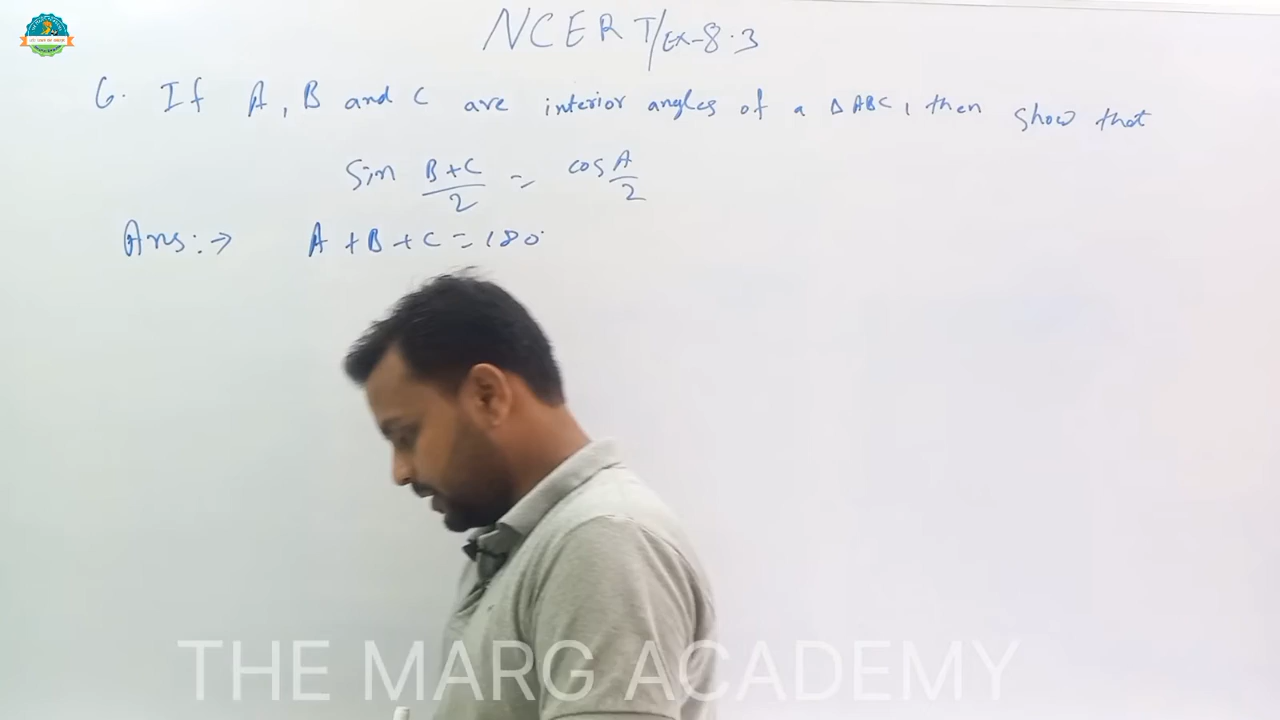 NCERT/Ex-8.3
6. If A, B and C are interior angles of a ΔABC, then show that
Sin B+C/2 = cos A/2
Ans:→ A+B+C=180°
THE MARG ACADEMY